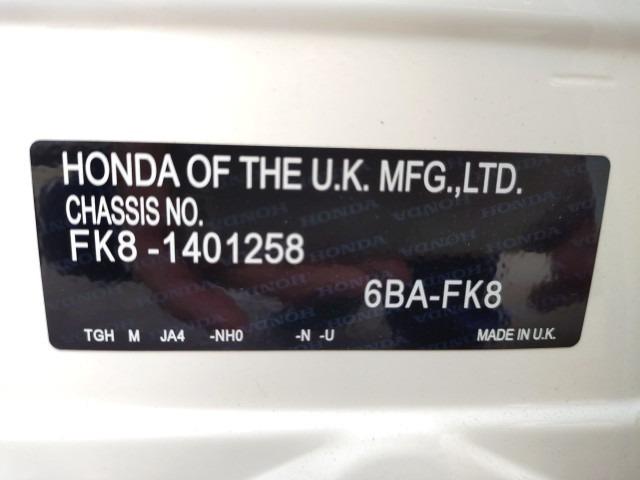 HONDA OF THE U.K. MFG.,LTD.
CHASSIS NO.
FK8 -1401258
6BA-FK8
TGH M JA4 -NH0 -N -U MADE IN U.K.